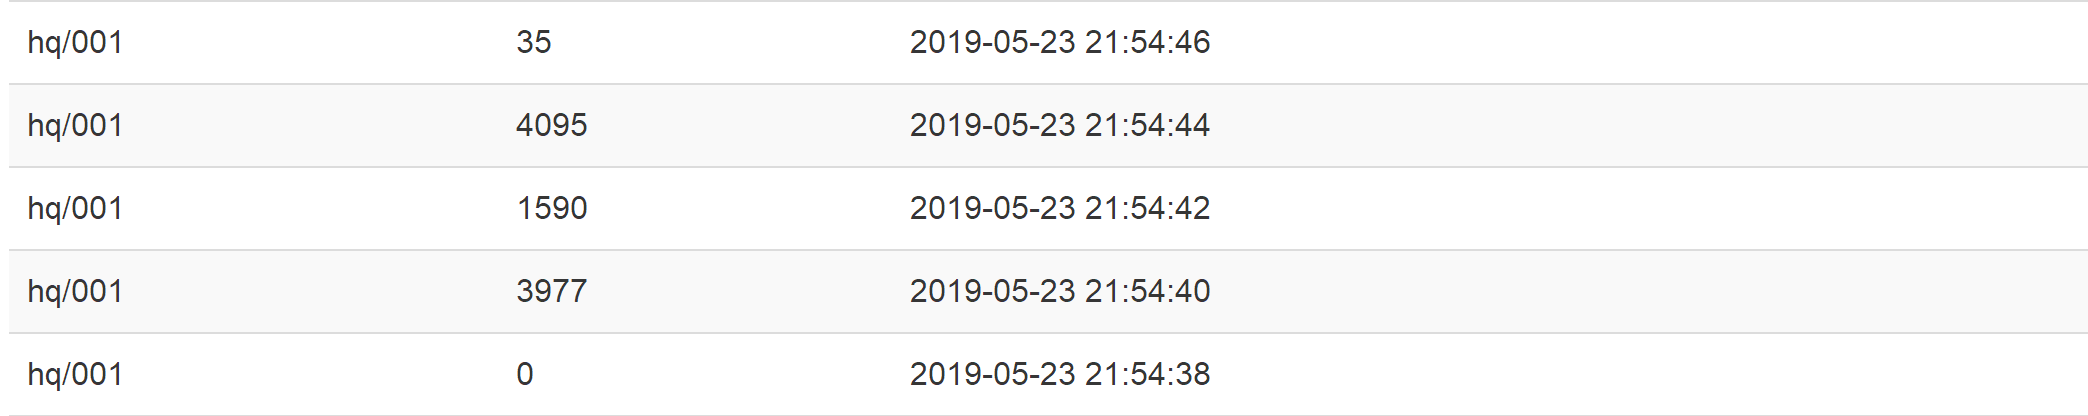 hq/001 35 2019-05-23 21:54:46
hq/001 4095 2019-05-23 21:54:44
hq/001 1590 2019-05-23 21:54:42
hq/001 3977 2019-05-23 21:54:40
hq/001 0 2019-05-23 21:54:38